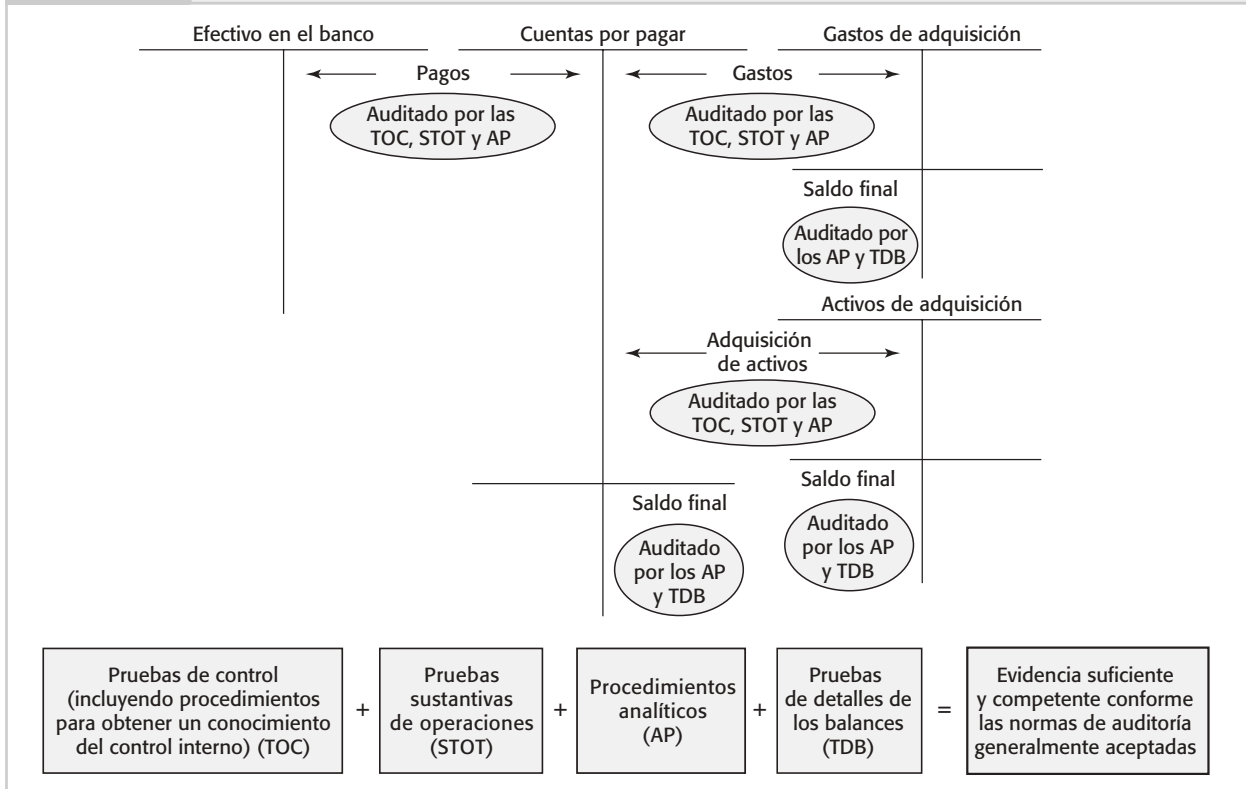 Efectivo en el banco
Cuentas por pagar
Gastos de adquisición
Pagos
Gastos
Auditado por las
TOC, STOT y AP
Auditado por las
TOC, STOT y AP
Saldo final
Auditado por
los AP y TDB
Activos de adquisición
Adquisición
de activos
Auditado por las
TOC, STOT y AP
Saldo final
Auditado
por los AP
y TDB
Saldo final
Auditado
por los AP
y TDB
Pruebas de control
(incluyendo procedimientos
para obtener un conocimiento
del control interno) (TOC)
+
Pruebas
sustantivas
de operaciones
(STOT)
+
Procedimientos
analíticos
(AP)
+
Pruebas
de detalles de
los balances
(TDB)
=
Evidencia suficiente
y competente conforme
las normas de auditoría
generalmente aceptadas